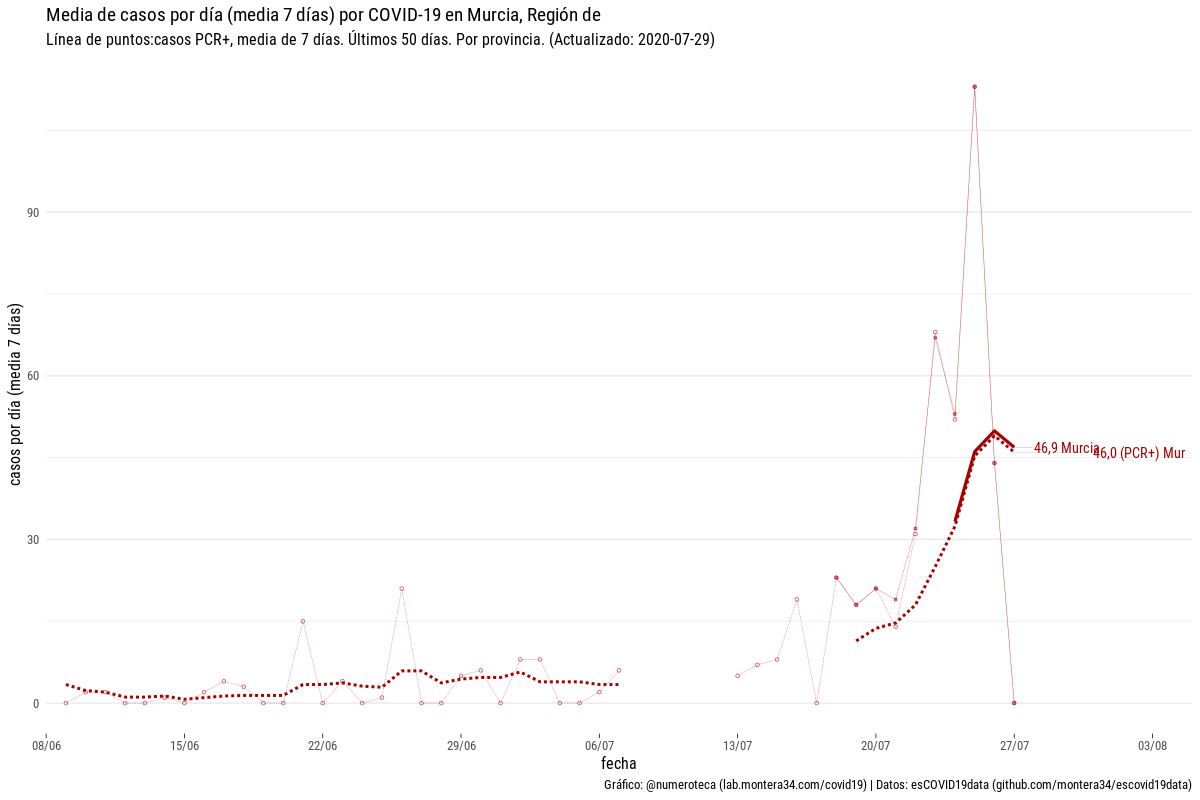 Media de casos por día (media 7 días) por COVID-19 en Murcia, Región de
Línea de puntos:casos PCR+, media de 7 días. Últimos 50 días. Por provincia. (Actualizado: 2020-07-29)
casos por día (media 7 días)
90
60
30
0
46,9 Murcia
46,0 (PCR+) Mur
08/06
15/06
22/06
29/06
06/07
13/07
20/07
27/07
03/08
fecha
Gráfico: @numeroteca (lab.montera34.com/covid19) | Datos: esCOVID19data (github.com/montera34/escovid19data)